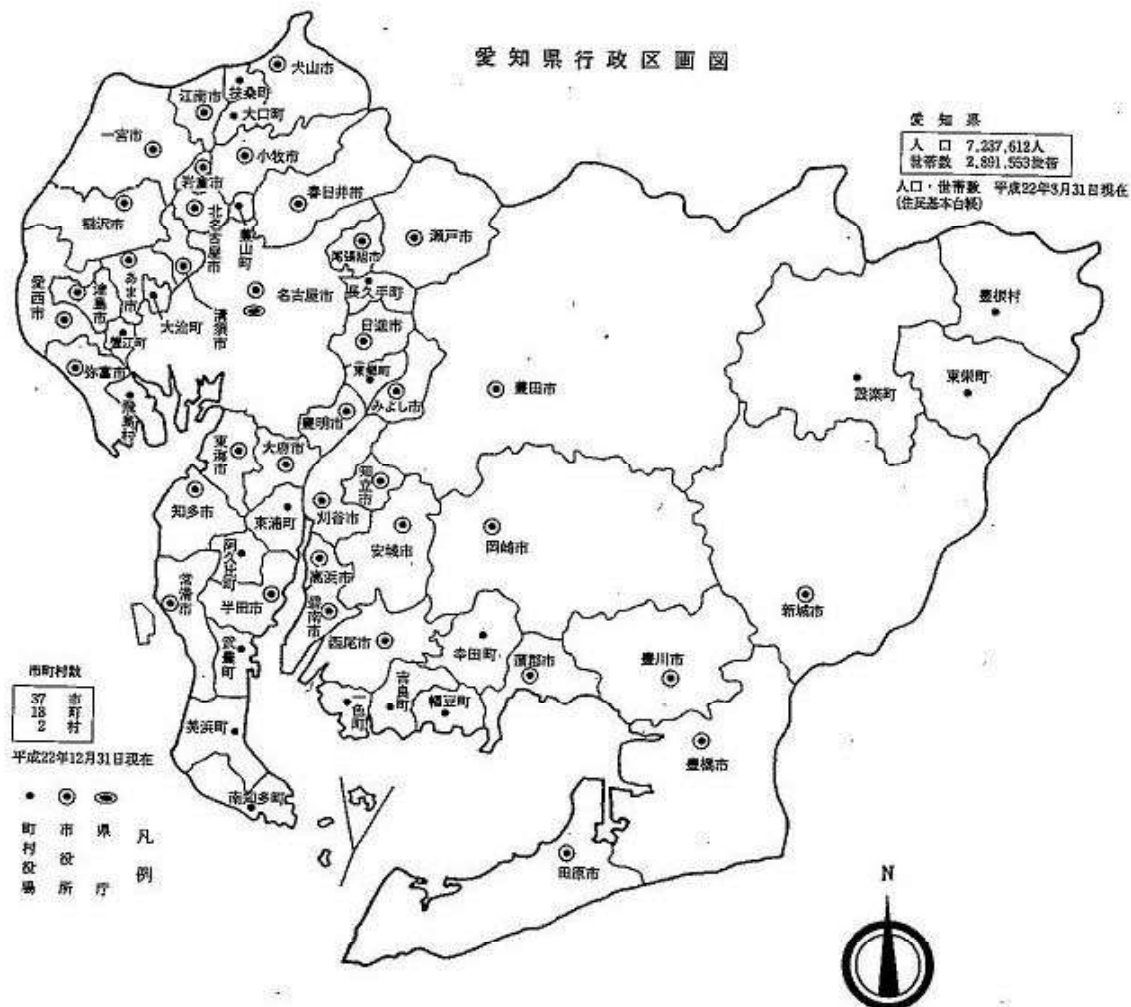 愛知県行政区画図
愛知県
人口 7,237,612人
世帯数 2,891,553世帯
人口・世帯数 平成22年3月31日現在
(住民基本台帳)
犬山市
扶桑町
江南市
大口町
一宮市
小牧市
岩倉市
春日井市
稲沢市
北名古屋市
豊山町
瀬戸市
尾張旭市
愛西市
津島市
あま市
大治町
清須市
名古屋市
長久手町
日進市
蟹江町
弥富市
飛島村
東郷町
みよし市
豊田市
豊明市
設楽町
豊根村
東栄町
東海市
大府市
知立市
知多市
東浦町
刈谷市
安城市
岡崎市
阿久比町
高浜市
常滑市
半田市
碧南市
新城市
西尾市
幸田町
蒲郡市
豊川市
武豊町
一色町
吉良町
幡豆町
美浜町
豊橋市
南知多町
田原市
市町村数
37 市
18 町
2 村
平成22年12月31日現在
凡例
県庁
市役所
町村役場
N